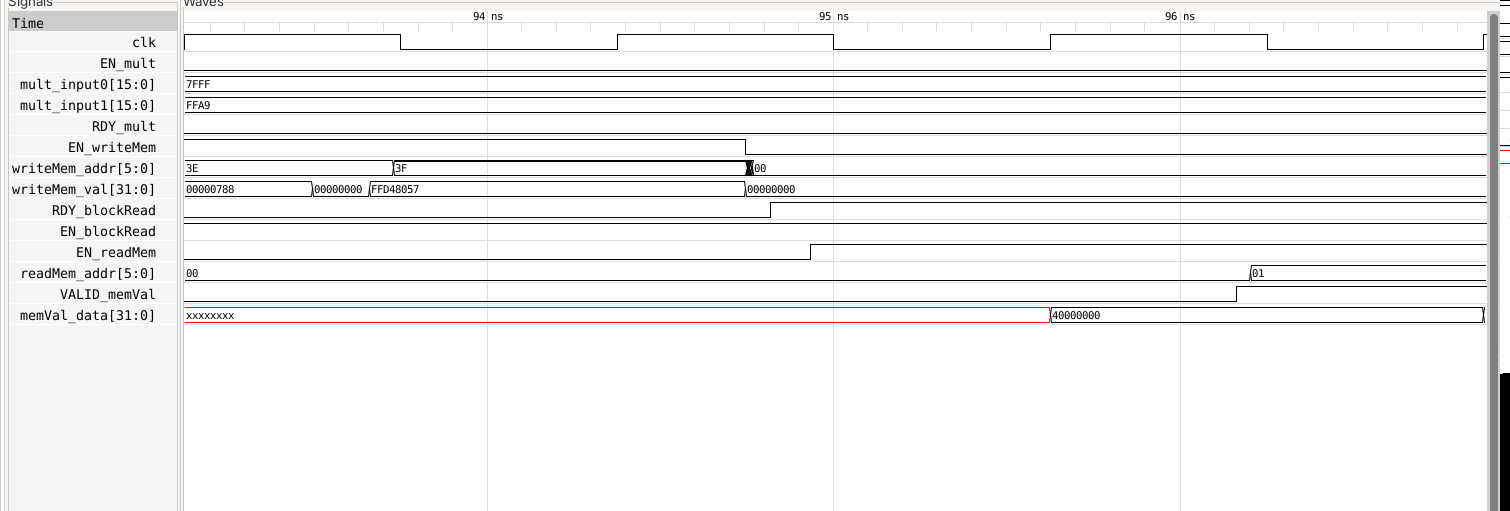 Signals
Waves
Time
94 ns
95 ns
96 ns
clk
EN_mult
mult_input0[15:0]
7FFF
mult_input1[15:0]
FFA9
RDY_mult
EN_writeMem
writeMem_addr[5:0]
3E
3F
00
writeMem_val[31:0]
00000788
00000000
FFD48057
00000000
RDY_blockRead
EN_blockRead
EN_readMem
readMem_addr[5:0]
00
01
VALID_memVal
memVal_data[31:0]
xxxxxxxx
40000000